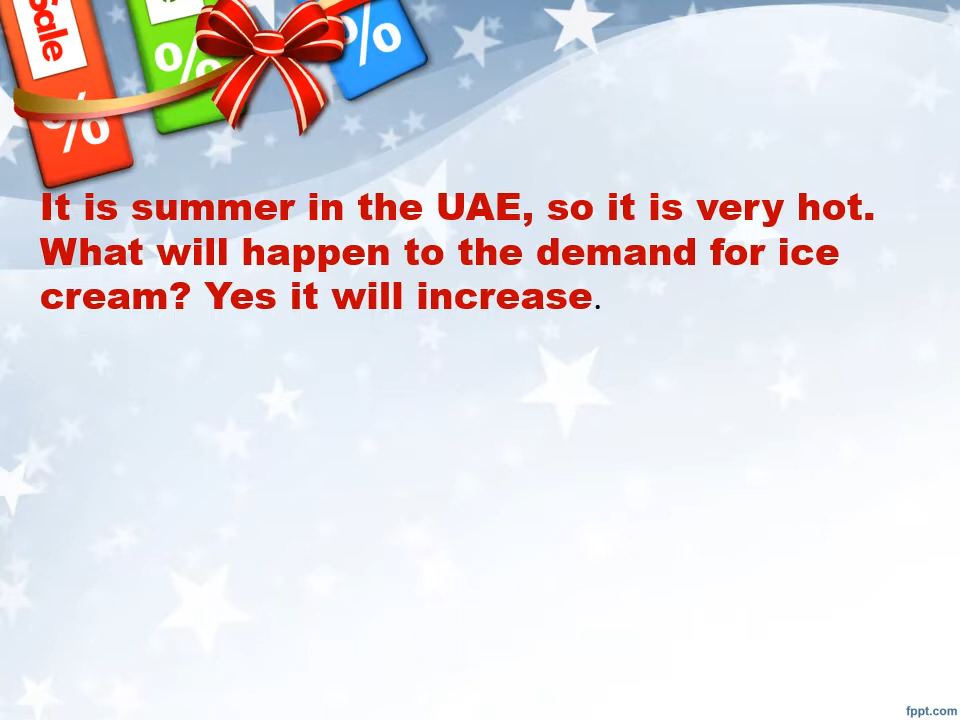 Sale
%
%
%
It is summer in the UAE, so it is very hot.
What will happen to the demand for ice
cream? Yes it will increase.
fppt.com